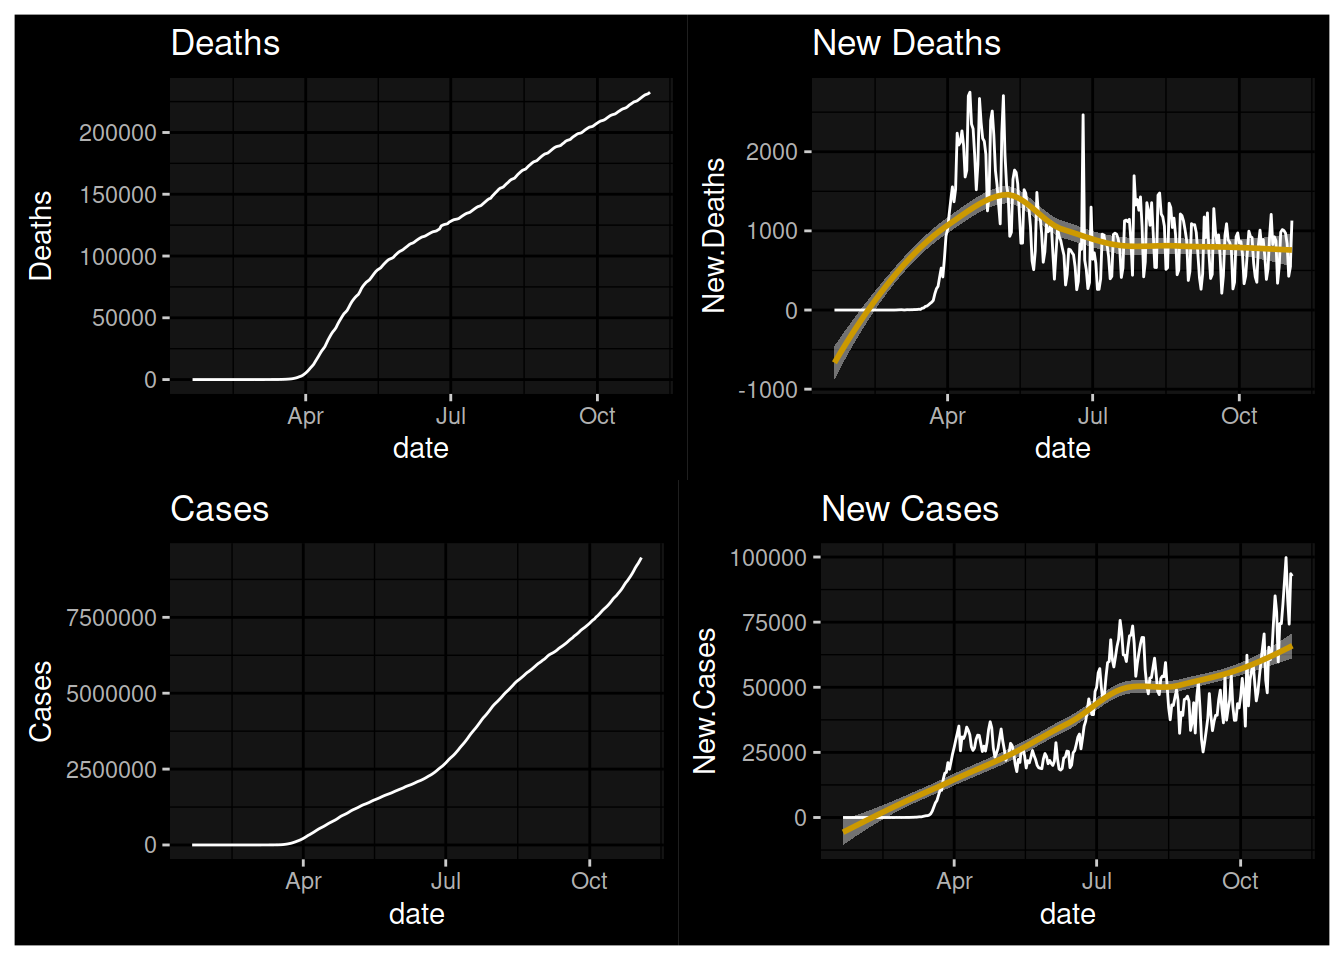 Deaths
Deaths
200000
150000
100000
50000
0
Apr Jul Oct
date
New Deaths
New.Deaths
2000
1000
0
-1000
Apr Jul Oct
date
Cases
Cases
7500000
5000000
2500000
0
Apr Jul Oct
date
New Cases
New.Cases
100000
75000
50000
25000
0
Apr Jul Oct
date